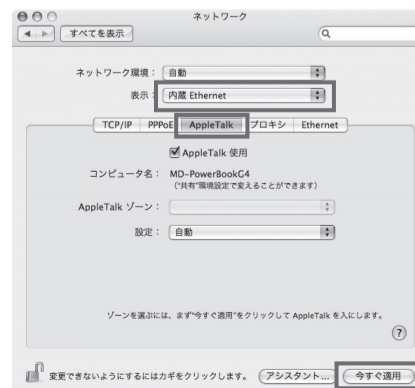 ネットワーク
すべてを表示
ネットワーク環境： 自動
表示： 内蔵 Ethernet
TCP/IP PPPoE AppleTalk プロキシ Ethernet
AppleTalk 使用
コンピュータ名： MD-PowerBookG4
("共有"環境設定で変えることができます)
AppleTalk ゾーン：
設定： 自動
ゾーンを選ぶには、まず"今すぐ適用"をクリックして AppleTalk を入にします。
?
変更できないようにするにはカギをクリックします。 アシスタント... 今すぐ適用